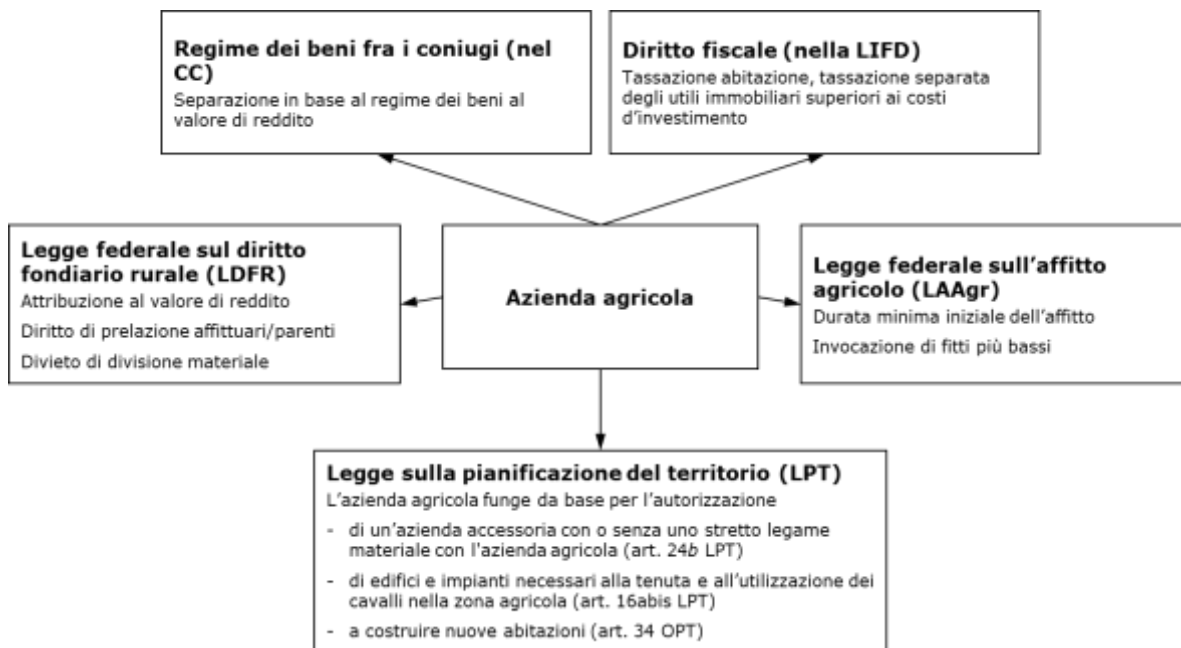 Regime dei beni fra i coniugi (nel
CC)
Separazione in base al regime dei beni al
valore di reddito
Diritto fiscale (nella LIFD)
Tassazione abitazione, tassazione separata
degli utili immobiliari superiori ai costi
d'investimento
Legge federale sul diritto
fondiario rurale (LDFR)
Attribuzione al valore di reddito
Diritto di prelazione affittuari/parenti
Divieto di divisione materiale
Azienda agricola
Legge federale sull'affitto
agricolo (LAAgr)
Durata minima iniziale dell'affitto
Invocazione di fitti più bassi
Legge sulla pianificazione del territorio (LPT)
L'azienda agricola funge da base per l'autorizzazione
- di un'azienda accessoria con o senza uno stretto legame
materiale con l'azienda agricola (art. 24b LPT)
- di edifici e impianti necessari alla tenuta e all'utilizzazione dei
cavalli nella zona agricola (art. 16abis LPT)
- a costruire nuove abitazioni (art. 34 OPT)